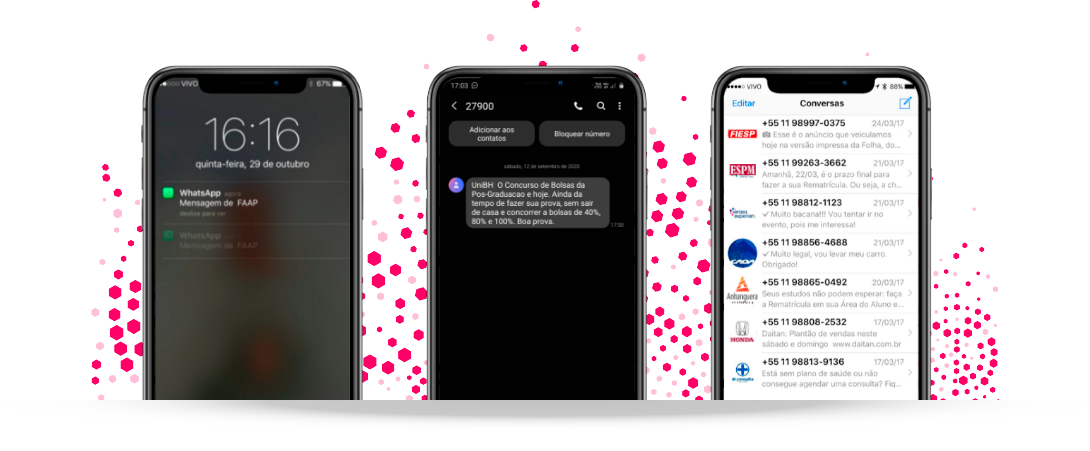 VIVO
67%
16:16
quinta-feira, 29 de outubro
WhatsApp agora
Mensagem de FAAP
deslize para ver
WhatsApp
Mensagem de FAAP
17:03
27900
Adicionar aos
contatos
Bloquear número
sábado, 12 de setembro de 2020
UniBH O Concurso de Bolsas da
Pos-Graduacao e hoje. Ainda da
tempo de fazer sua prova, sem sair
de casa e concorrer a bolsas de 40%,
80% e 100%. Boa prova.
17:00
VIVO
88%
Editar
Conversas
FIESP
+55 11 98997-0375
24/03/17
Esse é o anúncio que veiculamos
hoje na versão impressa da Folha, do...
ESPM
+55 11 99263-3662
21/03/17
Amanhã, 22/03, é o prazo final para
fazer a sua Rematrícula. Ou seja, a ch...
serasa
experian
+55 11 98812-1123
21/03/17
Muito bacana!!! Vou tentar ir no
evento, pois me interessa!
CAOA
+55 11 98856-4688
21/03/17
Muito legal, vou levar meu carro.
Obrigado!
Anhanguera
+55 11 98865-0492
20/03/17
Seus estudos não podem esperar: faça
a Rematrícula em sua Área do Aluno e...
HONDA
+55 11 98808-2532
17/03/17
Daitan: Plantão de vendas neste
sábado e domingo www.daitan.com.br
dr.consulta
+55 11 98813-9136
17/03/17
Está sem plano de saúde ou não
consegue agendar uma consulta? Fiq...